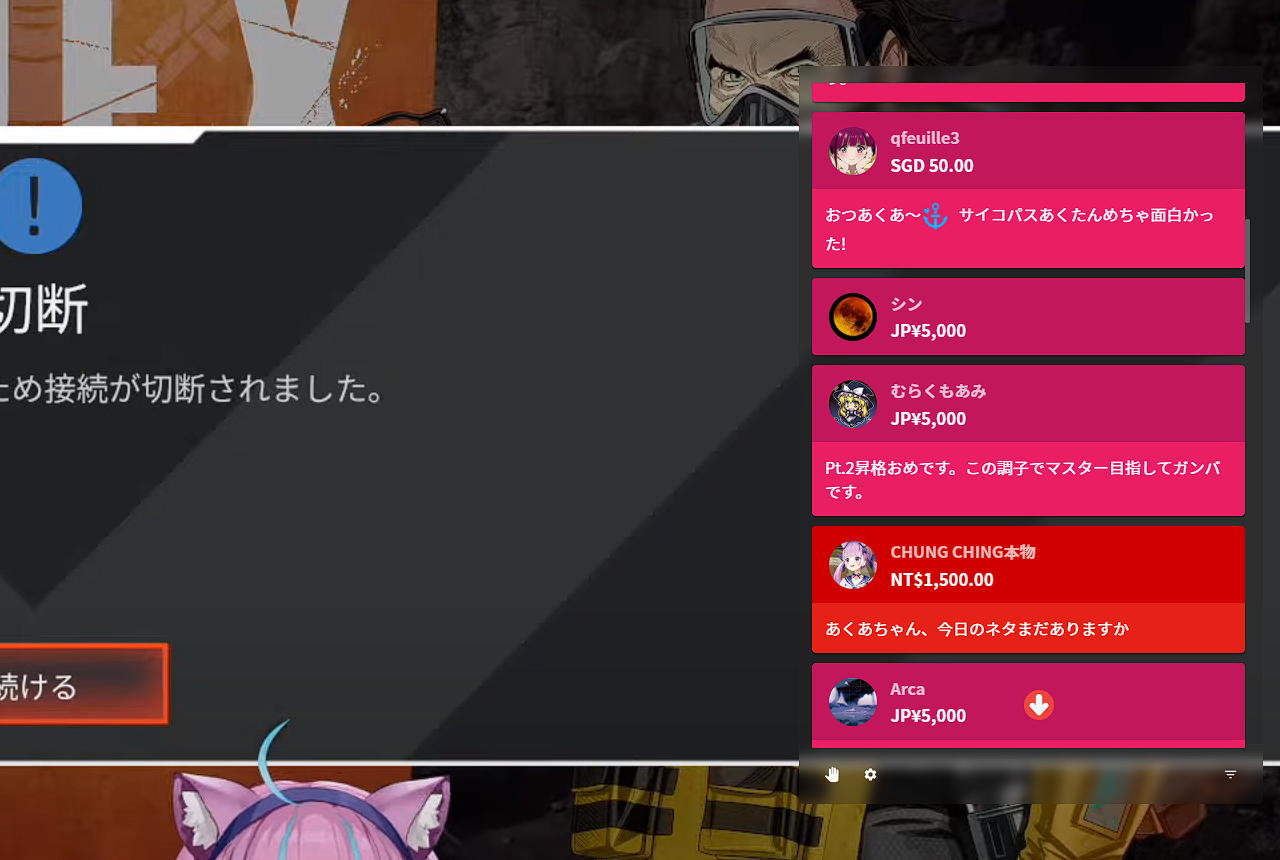 切断
ため接続が切断されました。
続ける
qfeuille3
SGD 50.00
おつあくあ〜⚓ サイコパスあくたんめちゃ面白かっ
た!
シン
JP¥5,000
むらくもあみ
JP¥5,000
Pt.2昇格おめです。この調子でマスター目指してガンバ
です。
CHUNG CHING本物
NT$1,500.00
あくあちゃん、今日のネタまだありますか
Arca
JP¥5,000